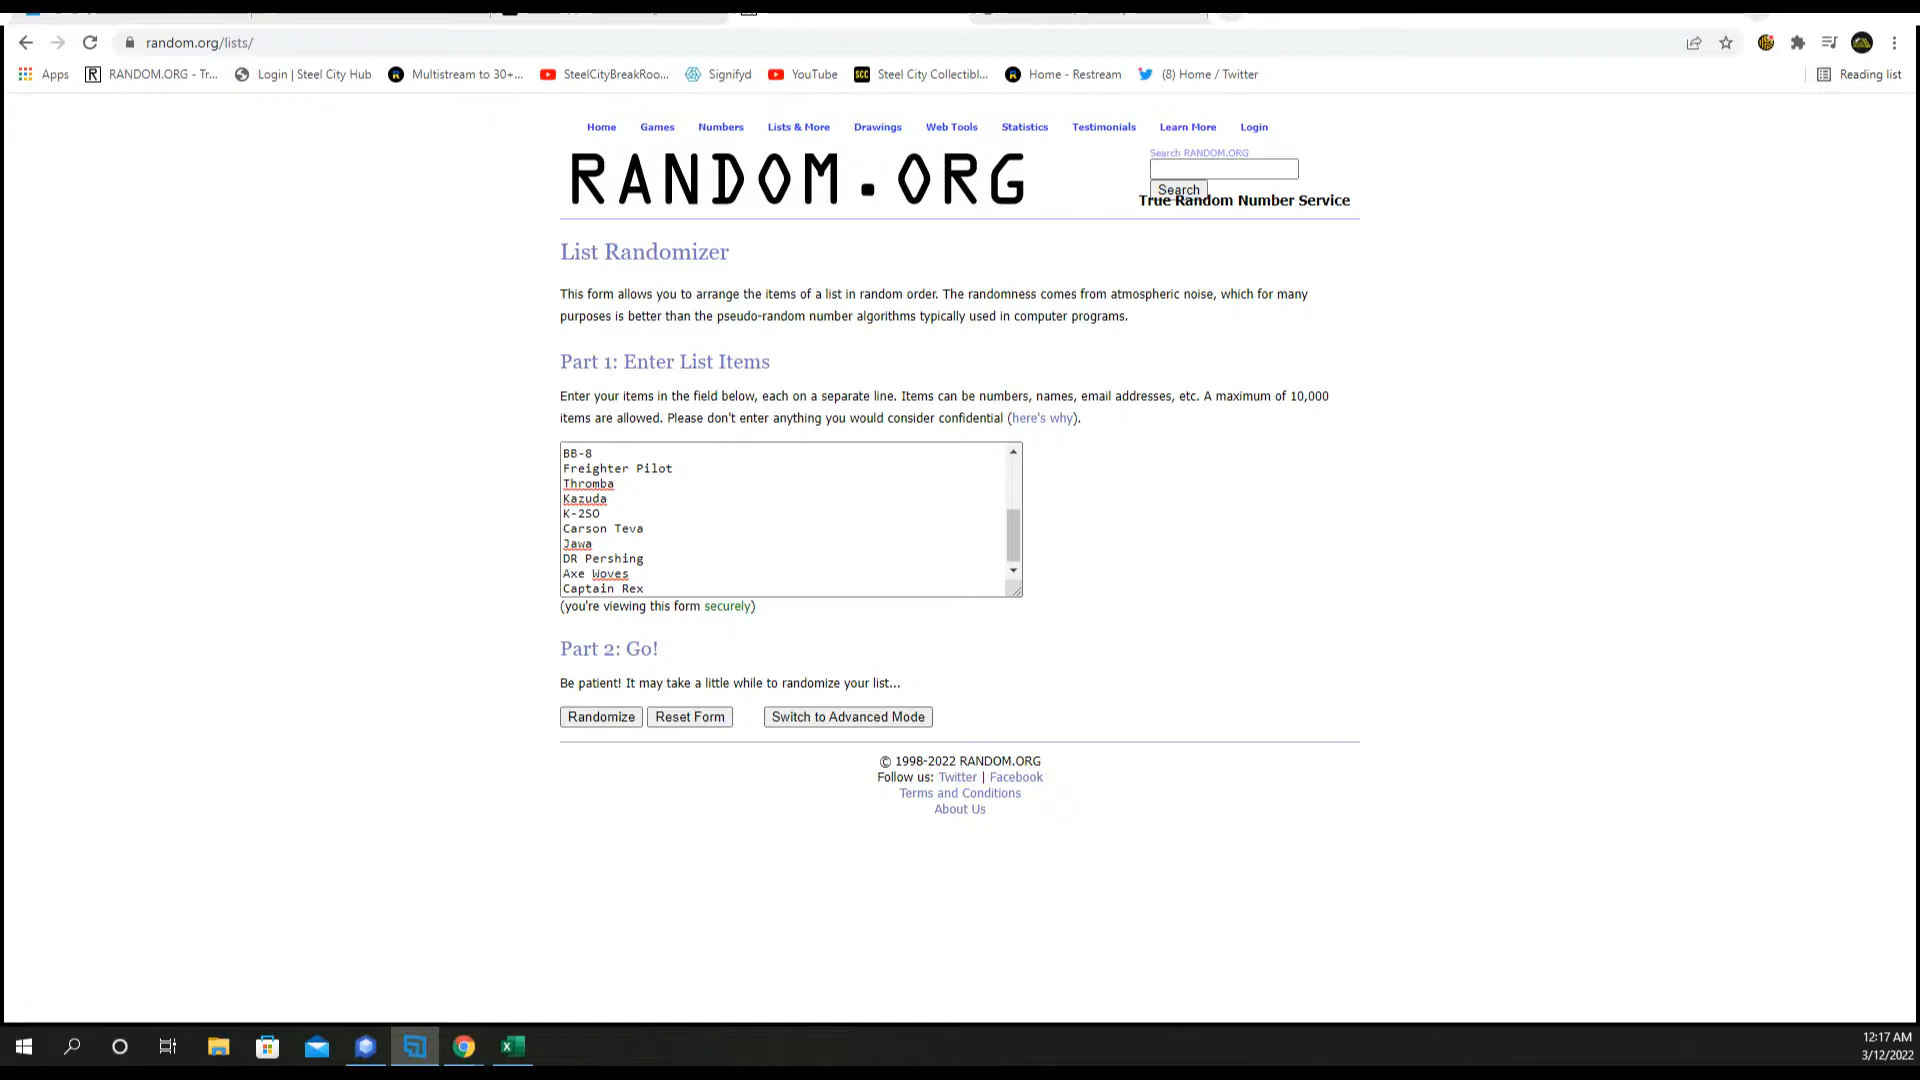 random.org/lists/
Apps
RANDOM.ORG - Tr...
Login | Steel City Hub
Multistream to 30+...
SteelCityBreakRoo...
Signifyd
YouTube
SCC
Steel City Collectibl...
Home - Restream
(8) Home / Twitter
Reading list
Home
Games
Numbers
Lists & More
Drawings
Web Tools
Statistics
Testimonials
Learn More
Login
RANDOM.ORG
Search RANDOM.ORG
Search
True Random Number Service
List Randomizer
This form allows you to arrange the items of a list in random order. The randomness comes from atmospheric noise, which for many
purposes is better than the pseudo-random number algorithms typically used in computer programs.
Part 1: Enter List Items
Enter your items in the field below, each on a separate line. Items can be numbers, names, email addresses, etc. A maximum of 10,000
items are allowed. Please don't enter anything you would consider confidential (here's why).
BB-8
Freighter Pilot
Thromba
Kazuda
K-2SO
Carson Teva
Jawa
DR Pershing
Axe Woves
Captain Rex
(you're viewing this form securely)
Part 2: Go!
Be patient! It may take a little while to randomize your list...
Randomize
Reset Form
Switch to Advanced Mode
© 1998-2022 RANDOM.ORG
Follow us: Twitter | Facebook
Terms and Conditions
About Us
12:17 AM
3/12/2022